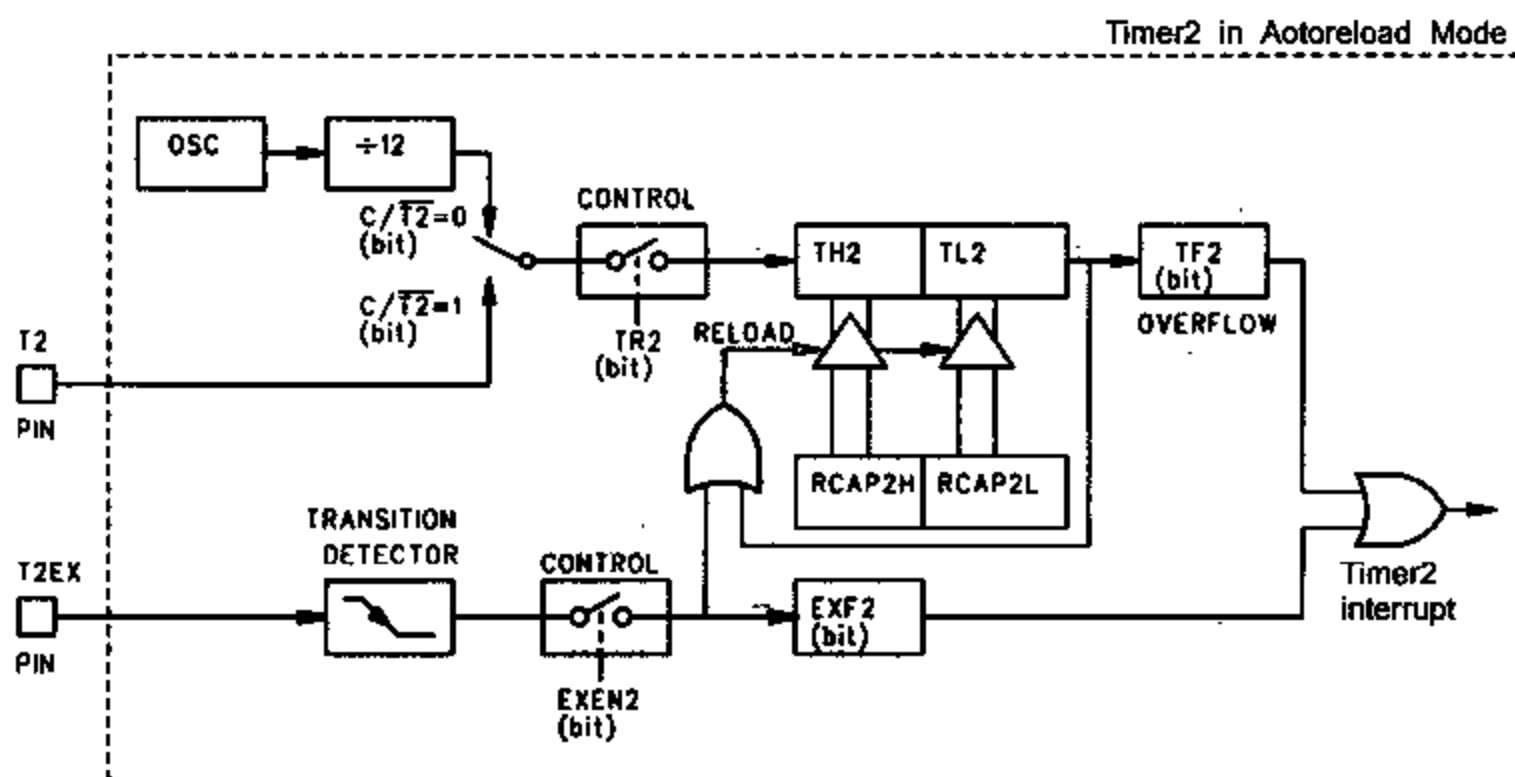 Timer2 in Aotoreload Mode
OSC
÷12
C/T2̅=0
(bit)
CONTROL
TH2
TL2
TF2
(bit)
C/T2̅=1
(bit)
TR2
(bit)
RELOAD
OVERFLOW
T2
PIN
RCAP2H
RCAP2L
TRANSITION
DETECTOR
CONTROL
T2EX
PIN
EXF2
(bit)
Timer2
interrupt
EXEN2
(bit)